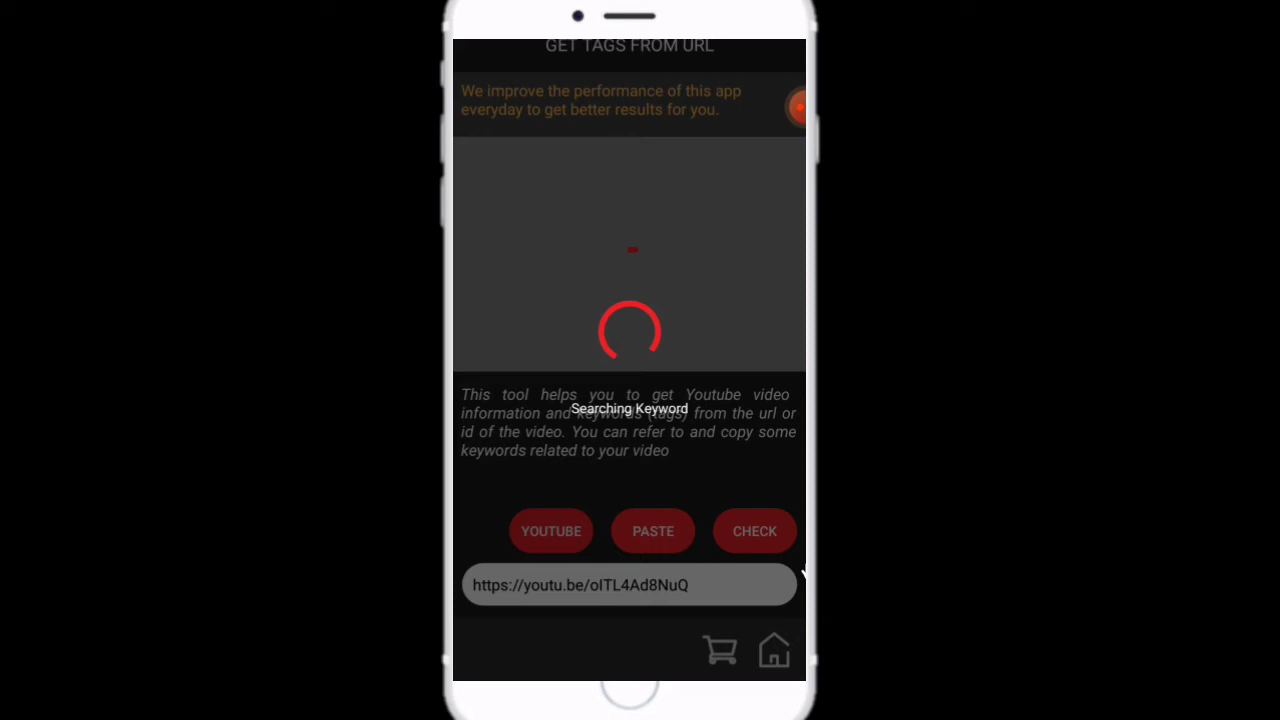 GET TAGS FROM URL
We improve the performance of this app
everyday to get better results for you.
This tool helps you to get Youtube video
Searching Keyword
information and keywords (tags) from the url or
id of the video. You can refer to and copy some
keywords related to your video
YOUTUBE PASTE CHECK
https://youtu.be/oITL4Ad8NuQ